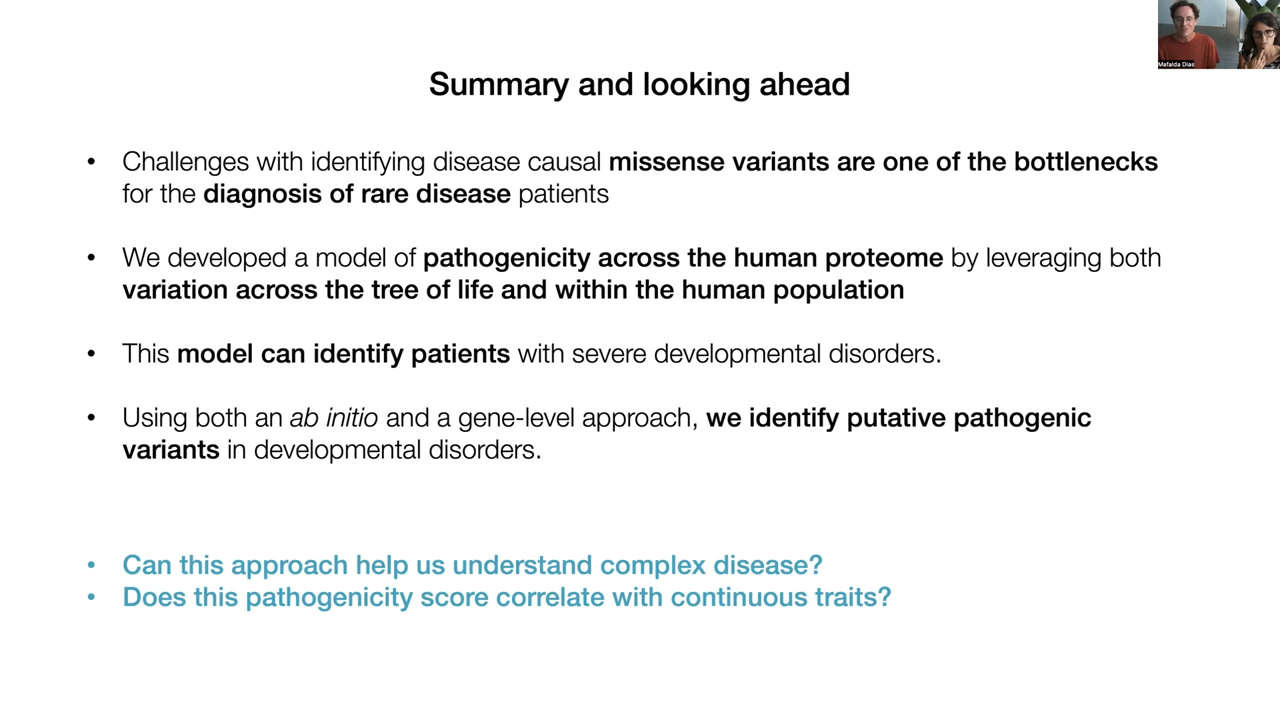 Mafalda Dias
Summary and looking ahead
• Challenges with identifying disease causal missense variants are one of the bottlenecks
for the diagnosis of rare disease patients
• We developed a model of pathogenicity across the human proteome by leveraging both
variation across the tree of life and within the human population
• This model can identify patients with severe developmental disorders.
• Using both an ab initio and a gene-level approach, we identify putative pathogenic
variants in developmental disorders.
• Can this approach help us understand complex disease?
• Does this pathogenicity score correlate with continuous traits?